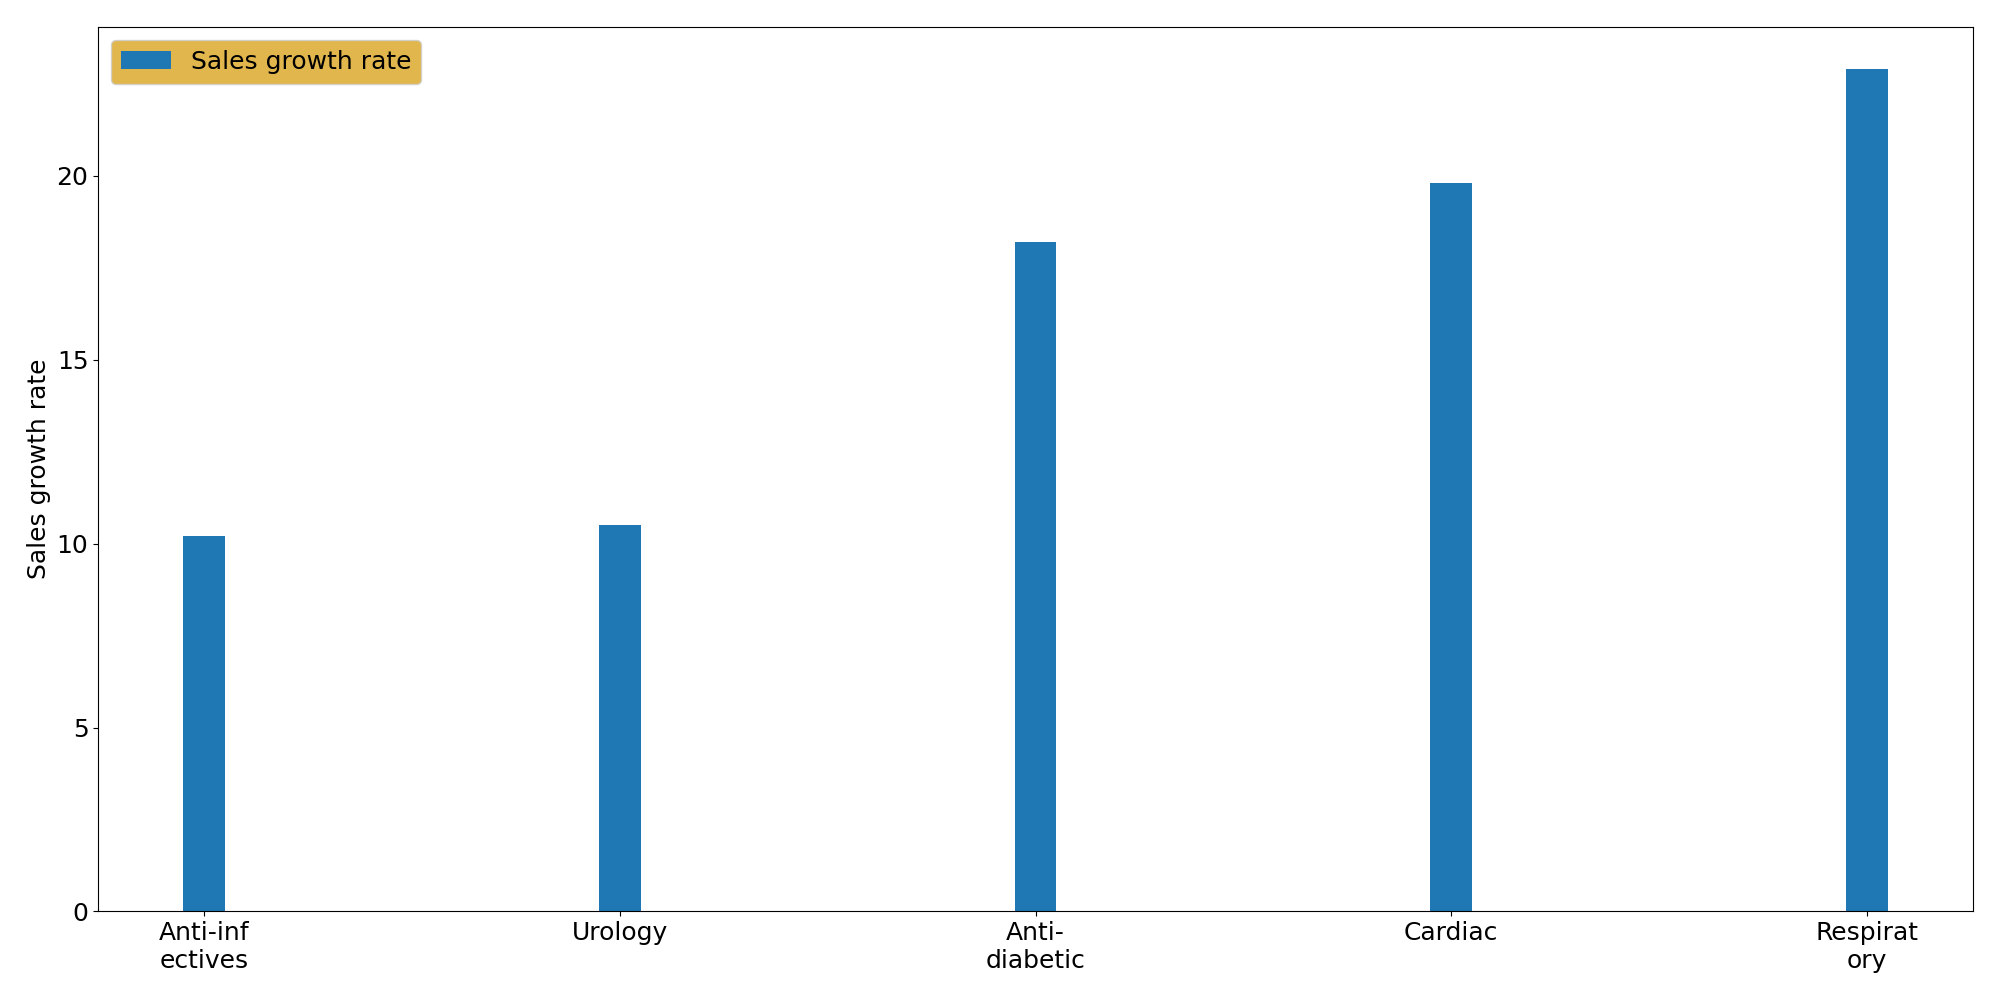 Sales growth rate
Sales growth rate
20
15
10
5
0
Anti-inf
ectives
Urology
Anti-
diabetic
Cardiac
Respirat
ory